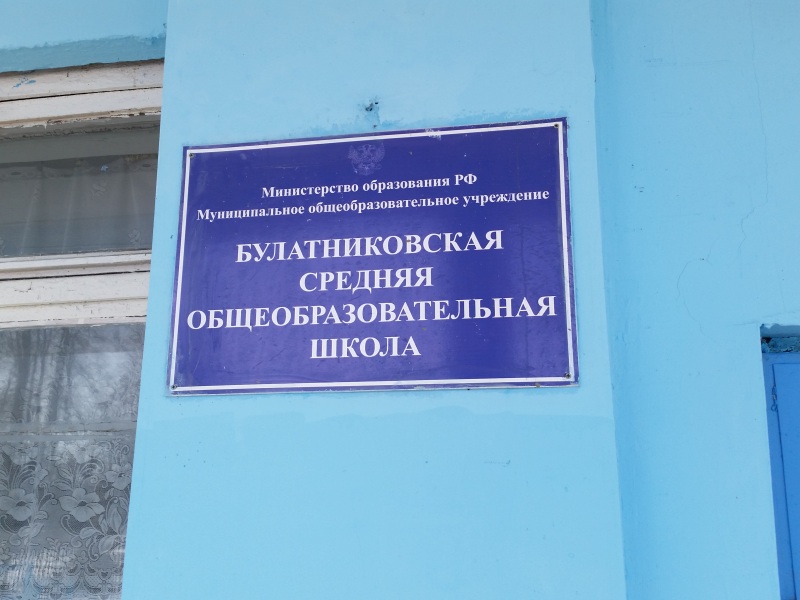 Министерство образования РФ
Муниципальное общеобразовательное учреждение
БУЛАТНИКОВСКАЯ
СРЕДНЯЯ
ОБЩЕОБРАЗОВАТЕЛЬНАЯ
ШКОЛА